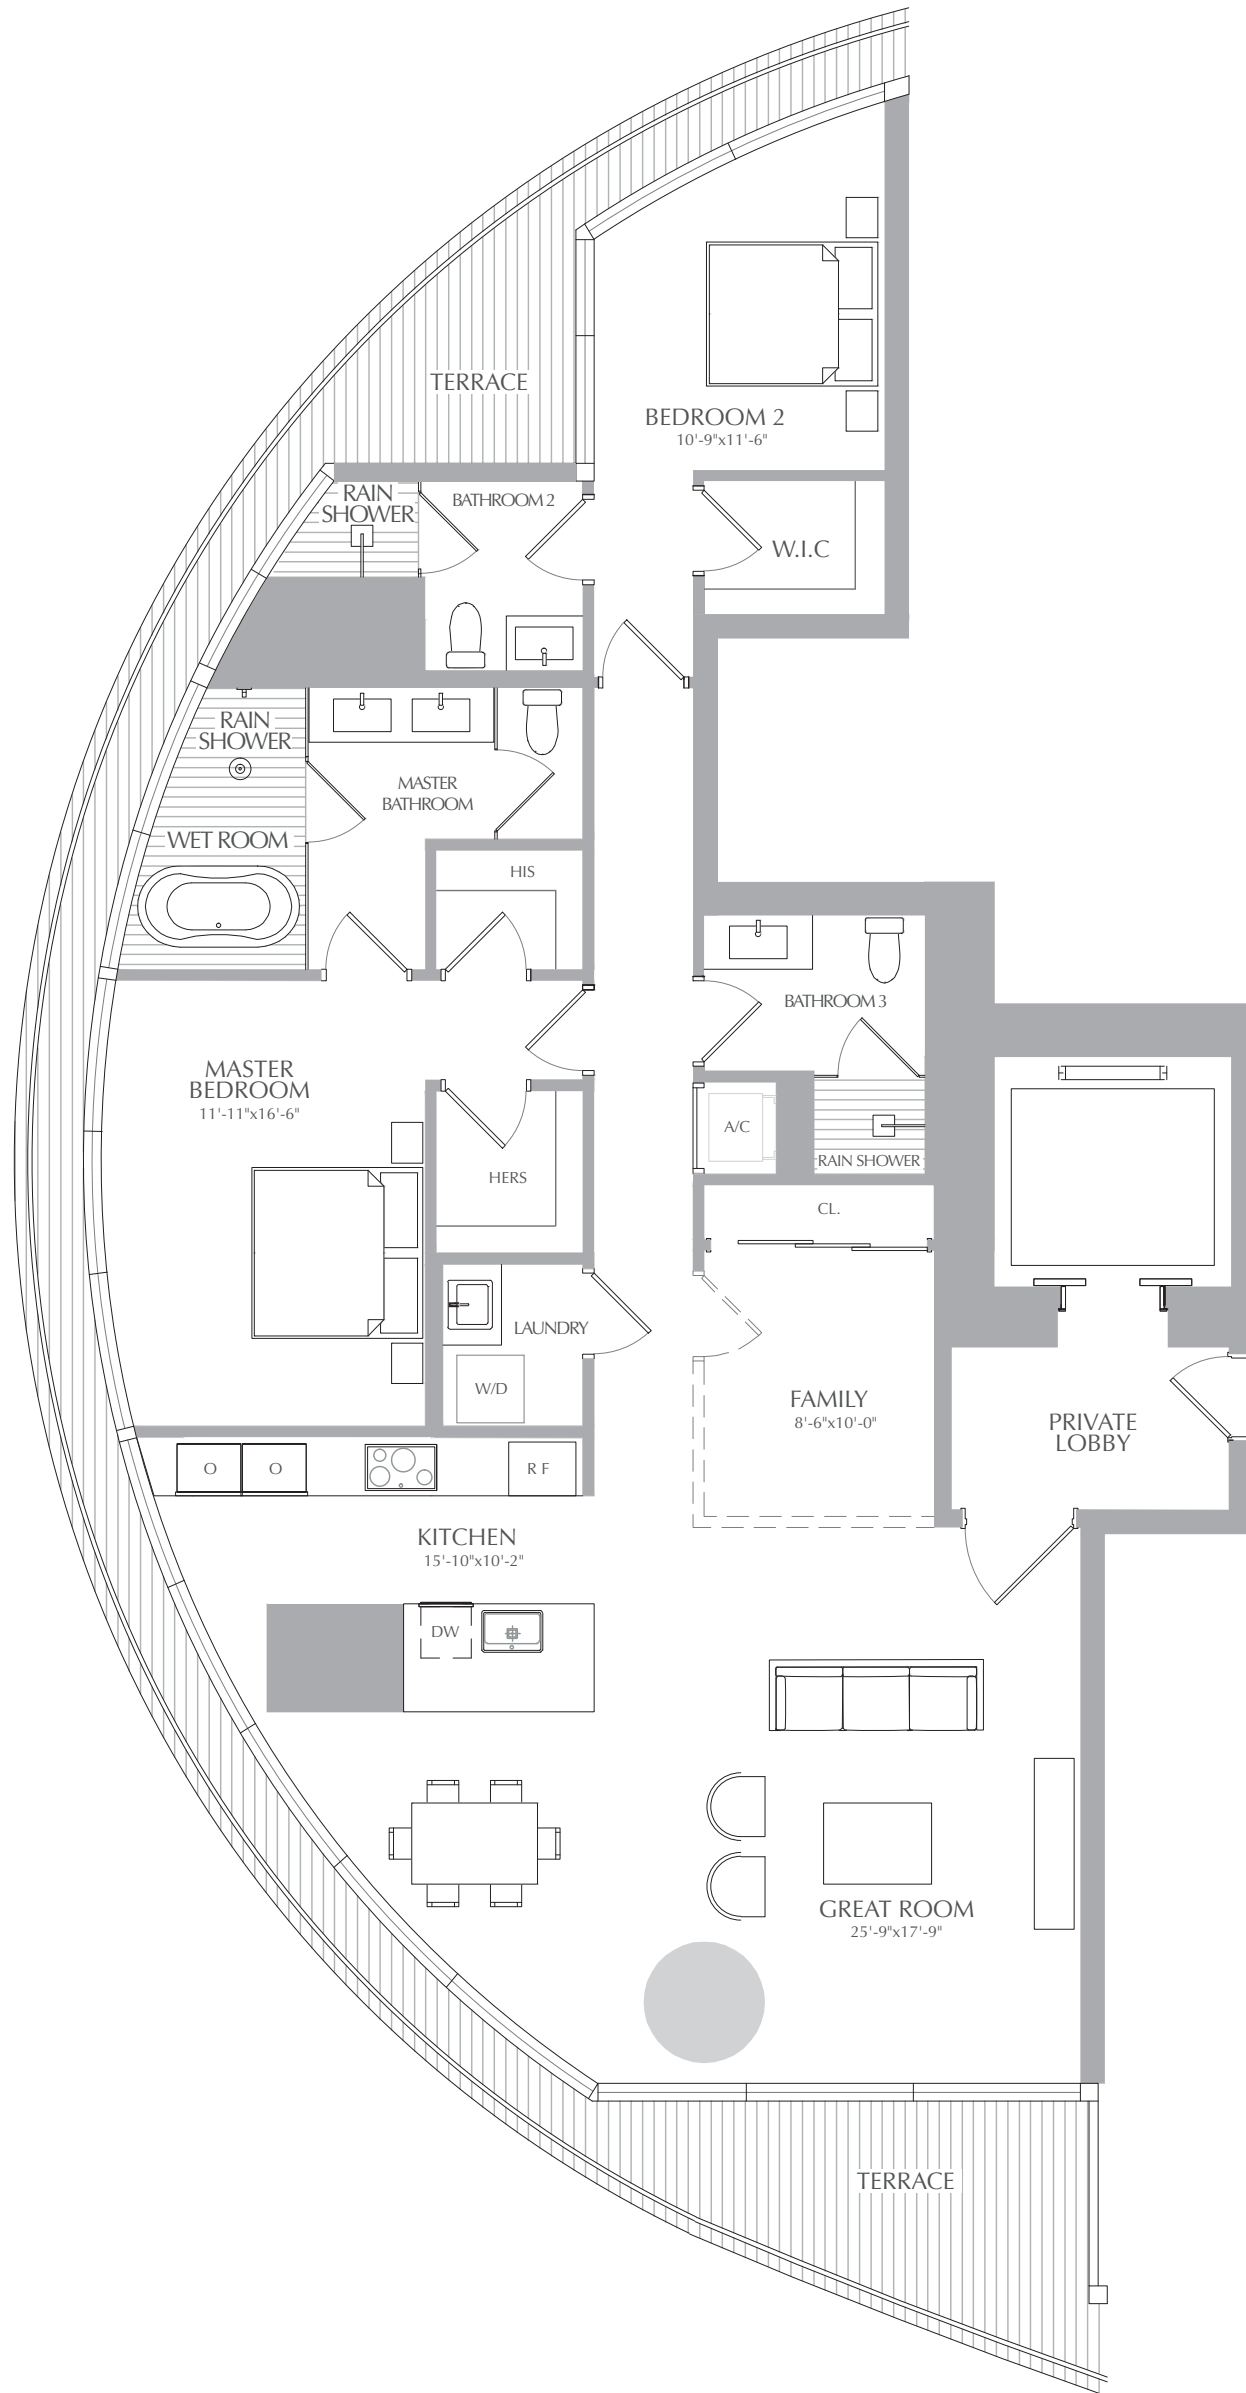 TERRACE
BEDROOM 2
10'-9"x11'-6"
RAIN
SHOWER
BATHROOM 2
W.I.C
RAIN
SHOWER
MASTER
BATHROOM
WET ROOM
HIS
BATHROOM 3
MASTER
BEDROOM
11'-11"x16'-6"
A/C
RAIN SHOWER
HERS
CL.
LAUNDRY
W/D
FAMILY
8'-6"x10'-0"
PRIVATE
LOBBY
O
O
R F
KITCHEN
15'-10"x10'-2"
DW
GREAT ROOM
25'-9"x17'-9"
TERRACE